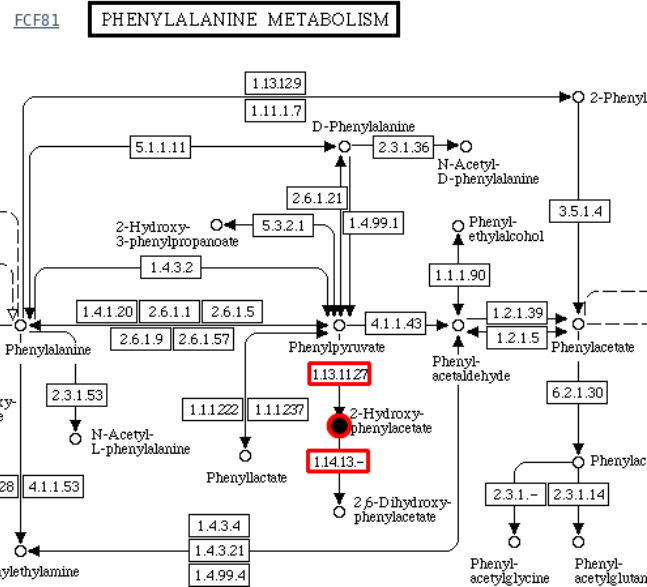 FCF81
PHENYLALANINE METABOLISM
1.13.12.9
1.11.1.7
2-Phenyl
D-Phenylalanine
5.1.1.11
2.3.1.36
N-Acetyl-
D-phenylalanine
2.6.1.21
1.4.99.1
3.5.1.4
2-Hydroxy-
3-phenylpropanoate
5.3.2.1
Phenyl-
ethylalcohol
1.4.3.2
1.1.1.90
1.4.1.20
2.6.1.1
2.6.1.5
2.6.1.9
2.6.1.57
4.1.1.43
1.2.1.39
1.2.1.5
Phenylalanine
Phenylpyruvate
Phenylacetate
Phenyl-
acetaldehyde
1.13.11.27
2.3.1.53
6.2.1.30
xy-
e
1.1.1.222
1.1.1.237
2-Hydroxy-
phenylacetate
N-Acetyl-
L-phenylalanine
Phenyllactate
1.14.13.-
Phenylac
28
4.1.1.53
2.3.1.-
2.3.1.14
2,6-Dihydroxy-
phenylacetate
1.4.3.4
1.4.3.21
1.4.99.4
ylethylamine
Phenyl-
acetylglycine
Phenyl-
acetylglutan